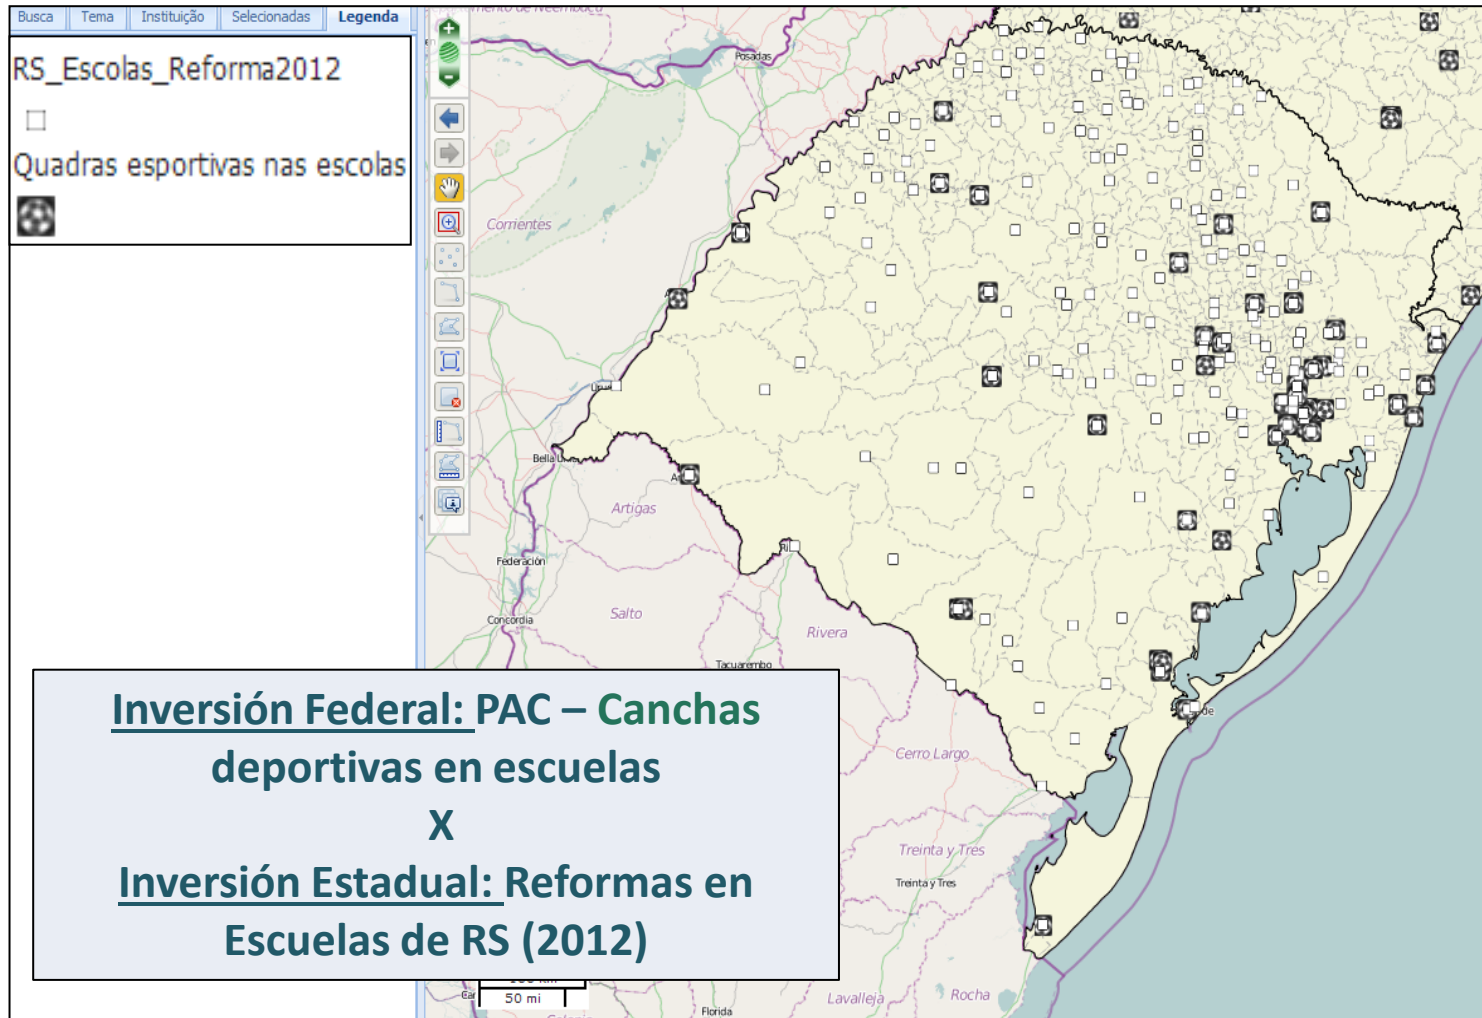 Busca Tema Instituição Selecionadas Legenda
RS_Escolas_Reforma2012
Quadras esportivas nas escolas
Posadas
Corrientes
Bella
Artigas
Federación
Salto
Concordia
Rivera
Tacuarembo
Cerro Largo
Treinta y Tres
Treinta y Tres
Lavalleja
Rocha
Florida
50 mi
Inversión Federal: PAC – Canchas
deportivas en escuelas
X
Inversión Estadual: Reformas en
Escuelas de RS (2012)